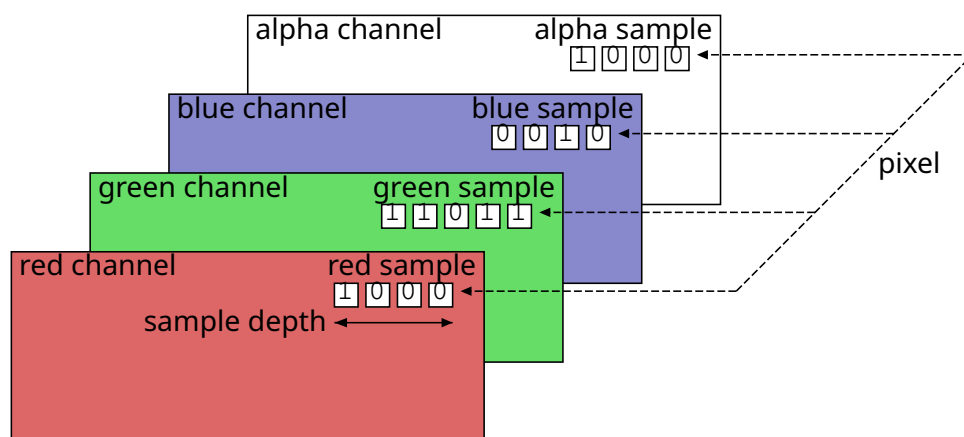 alpha channel alpha sample
1 0 0 0
blue channel blue sample
0 0 1 0
pixel
green channel green sample
1 1 0 1 1
red channel red sample
1 0 0 0
sample depth